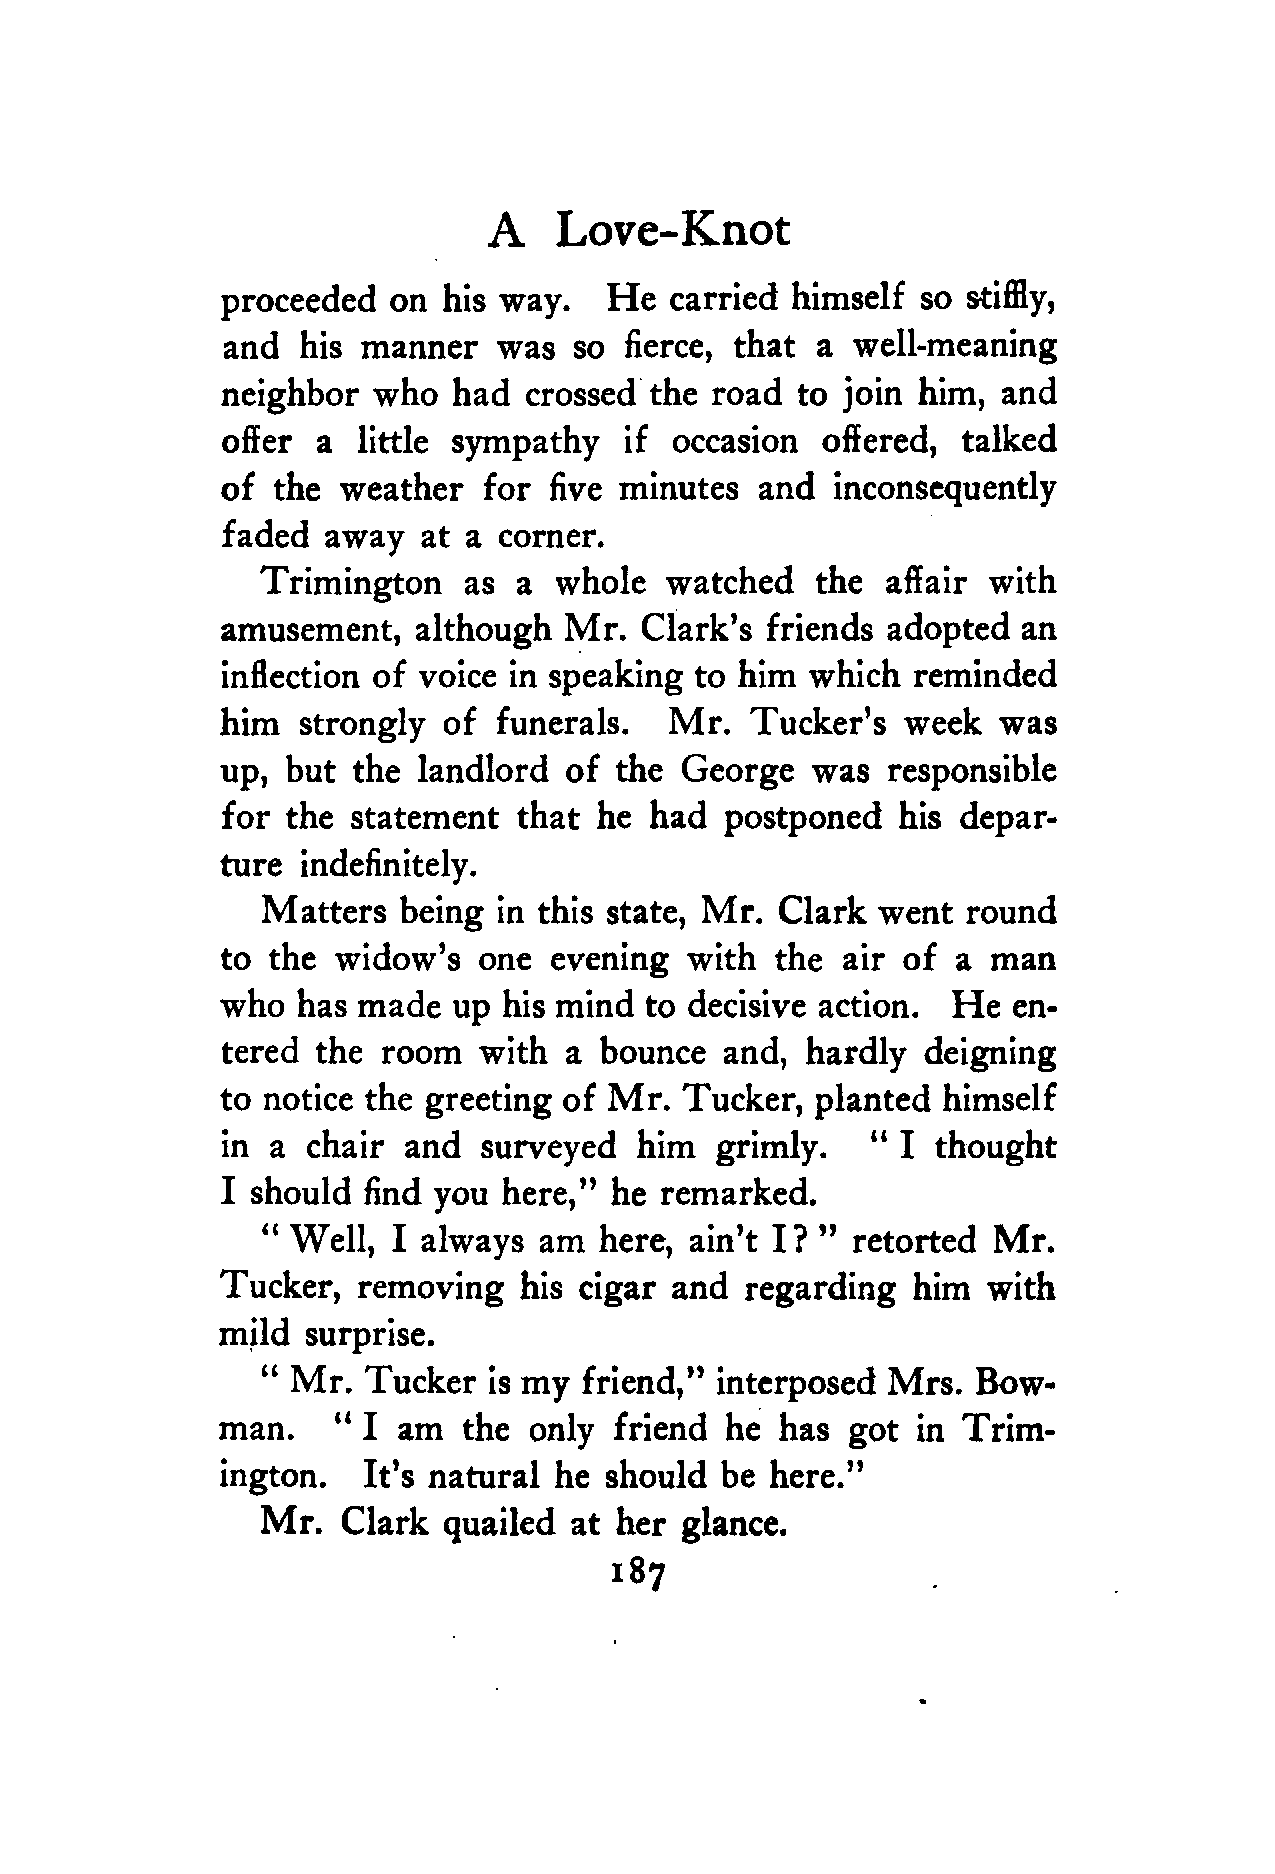 A Love-Knot
proceeded on his way. He carried himself so stiffly,
and his manner was so fierce, that a well-meaning
neighbor who had crossed the road to join him, and
offer a little sympathy if occasion offered, talked
of the weather for five minutes and inconsequently
faded away at a corner.
Trimington as a whole watched the affair with
amusement, although Mr. Clark's friends adopted an
inflection of voice in speaking to him which reminded
him strongly of funerals. Mr. Tucker's week was
up, but the landlord of the George was responsible
for the statement that he had postponed his depar-
ture indefinitely.
Matters being in this state, Mr. Clark went round
to the widow's one evening with the air of a man
who has made up his mind to decisive action. He en-
tered the room with a bounce and, hardly deigning
to notice the greeting of Mr. Tucker, planted himself
in a chair and surveyed him grimly. " I thought
I should find you here," he remarked.
" Well, I always am here, ain't I? " retorted Mr.
Tucker, removing his cigar and regarding him with
mild surprise.
" Mr. Tucker is my friend," interposed Mrs. Bow-
man. " I am the only friend he has got in Trim-
ington. It's natural he should be here."
Mr. Clark quailed at her glance.
187